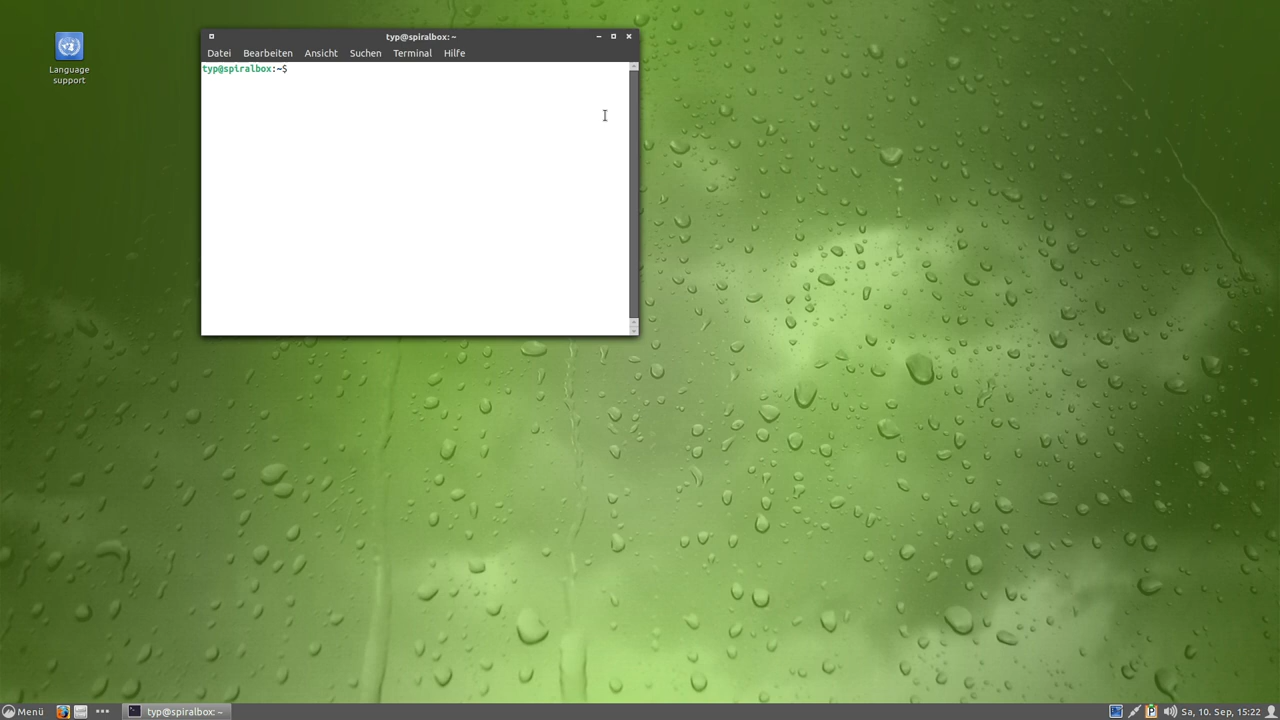 Language
support
typ@spiralbox: ~
Datei Bearbeiten Ansicht Suchen Terminal Hilfe
typ@spiralbox:~$
Menü
typ@spiralbox: ~
Sa, 10. Sep, 15:22